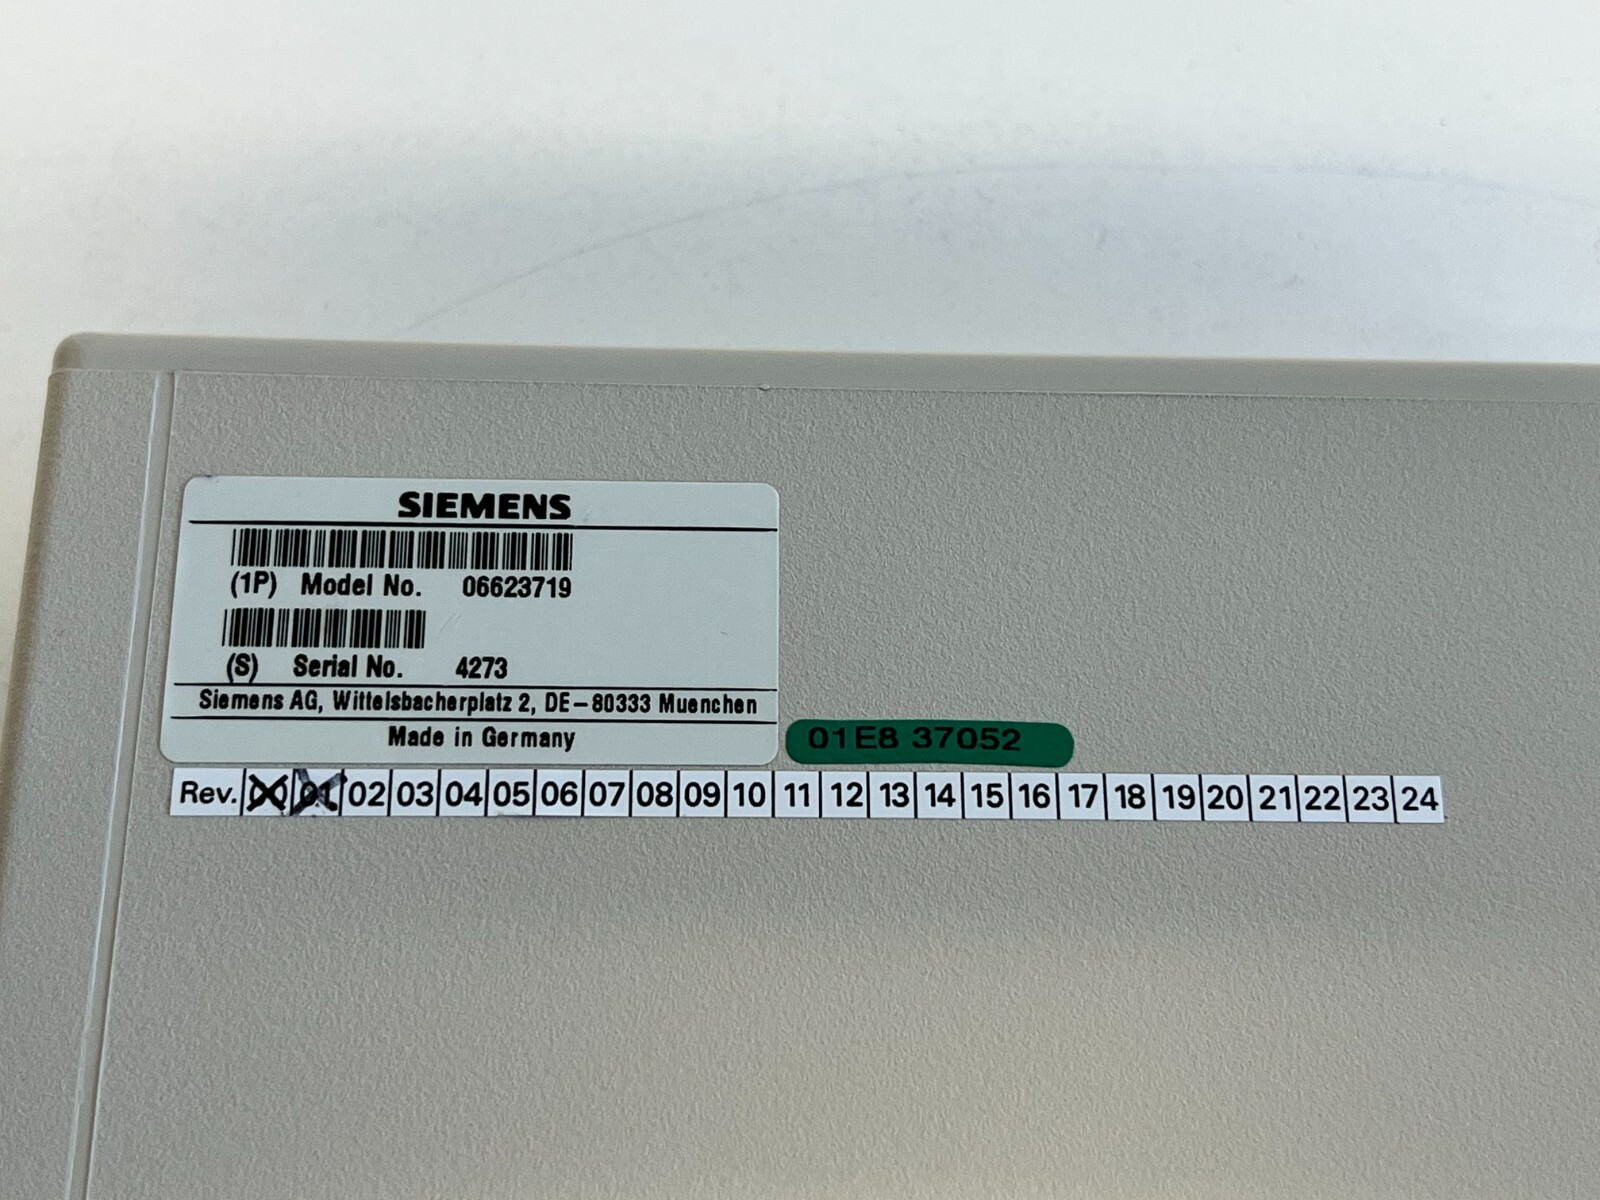 SIEMENS
(1P) Model No. 06623719
(S) Serial No. 4273
Siemens AG, Wittelsbacherplatz 2, DE-80333 Muenchen
Made in Germany
01E8 37052
Rev. 00 01 02 03 04 05 06 07 08 09 10 11 12 13 14 15 16 17 18 19 20 21 22 23 24